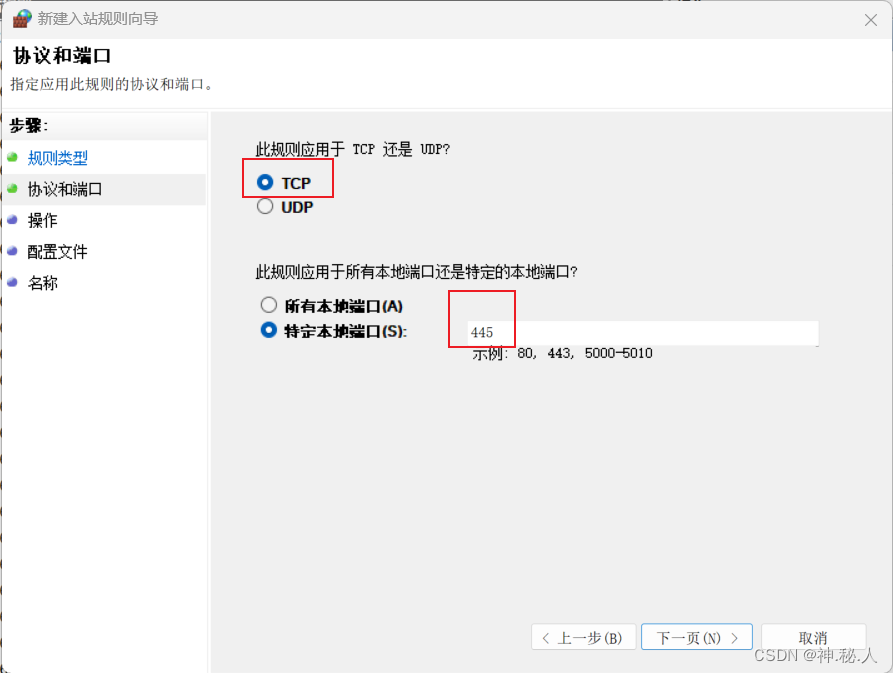 新建入站规则向导
协议和端口
指定应用此规则的协议和端口。
步骤:
规则类型
协议和端口
操作
配置文件
名称
此规则应用于 TCP 还是 UDP?
TCP
UDP
此规则应用于所有本地端口还是特定的本地端口?
所有本地端口(A)
特定本地端口(S):
445
示例: 80, 443, 5000-5010
< 上一步(B)
下一页(N) >
取消
CSDN @神.秘.人